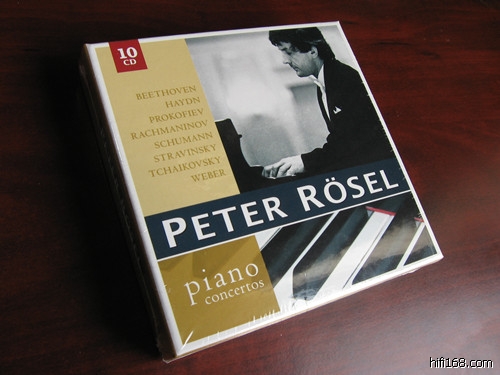 10
CD
BEETHOVEN
HAYDN
PROKOFIEV
RACHMANINOV
SCHUMANN
STRAVINSKY
TCHAIKOVSKY
WEBER
PETER RÖSEL
piano
concertos
hifi168.com